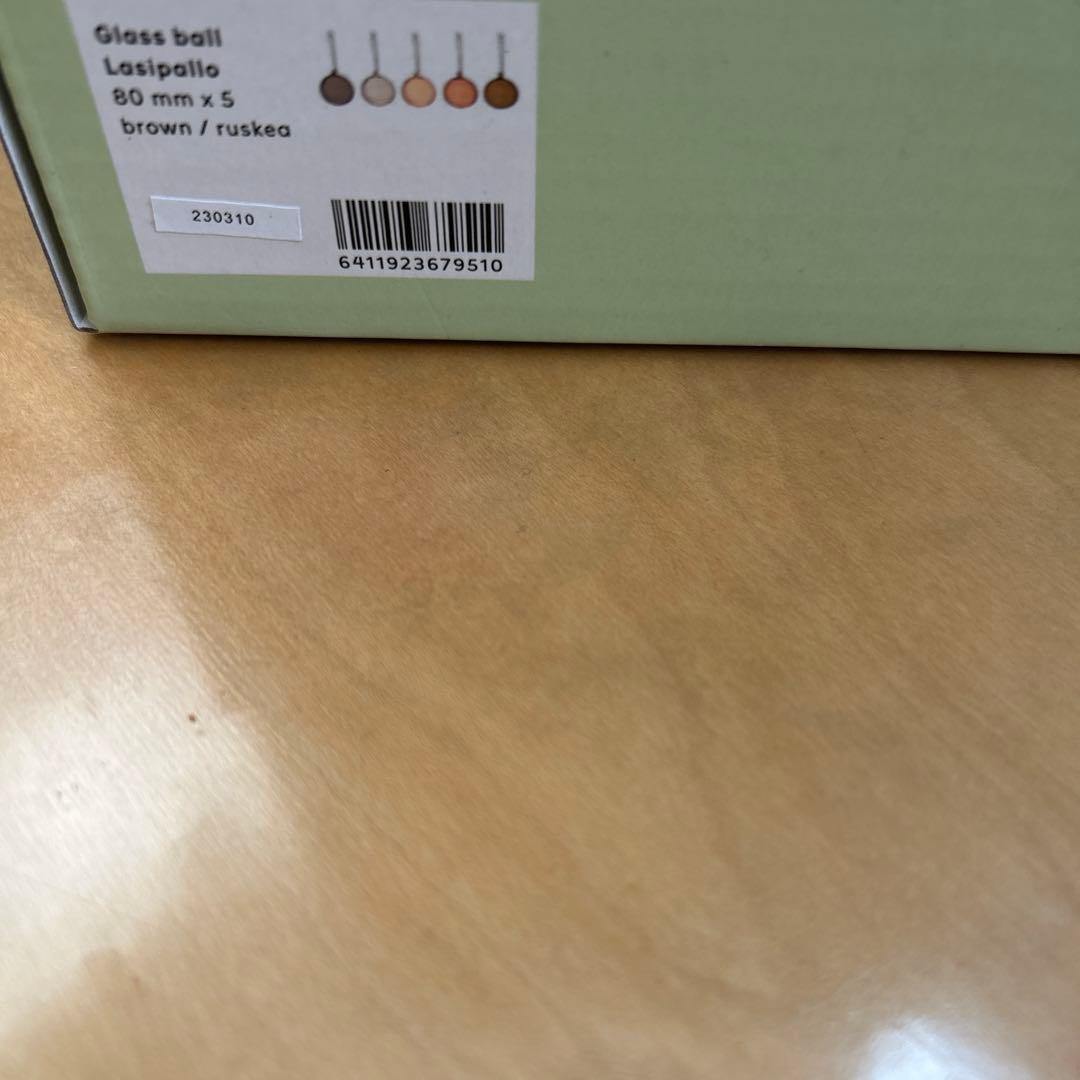 Glass ball
Lasipallo
80 mm x 5
brown / ruskea
230310
6411923679510